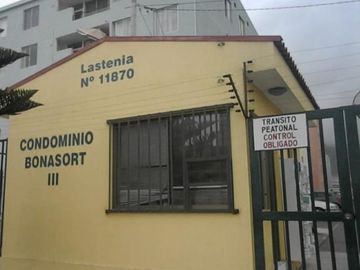 Lastenia
Nº 11870
CONDOMINIO
BONASORT
III
TRANSITO
PEATONAL
CONTROL
OBLIGADO